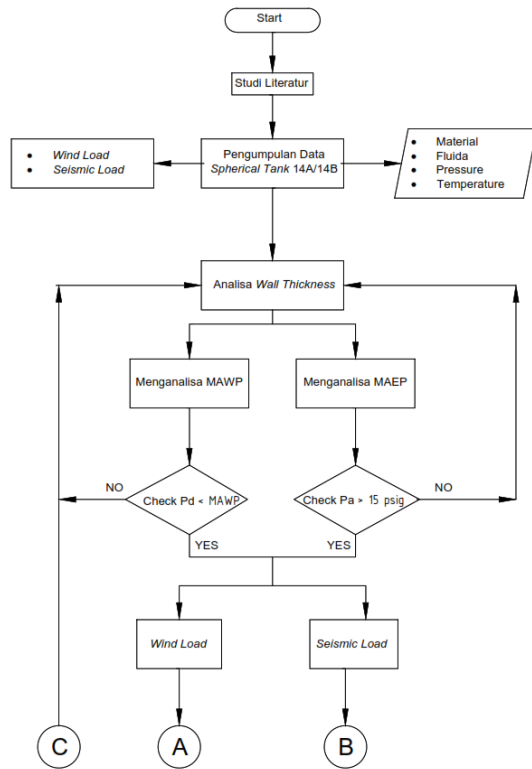 Start
Studi Literatur
• Wind Load
• Seismic Load
Pengumpulan Data
Spherical Tank 14A/14B
• Material
• Fluida
• Pressure
• Temperature
Analisa Wall Thickness
Menganalisa MAWP
Menganalisa MAEP
NO
Check Pd < MAWP
Check Pa > 15 psig
NO
YES
YES
Wind Load
Seismic Load
C
A
B